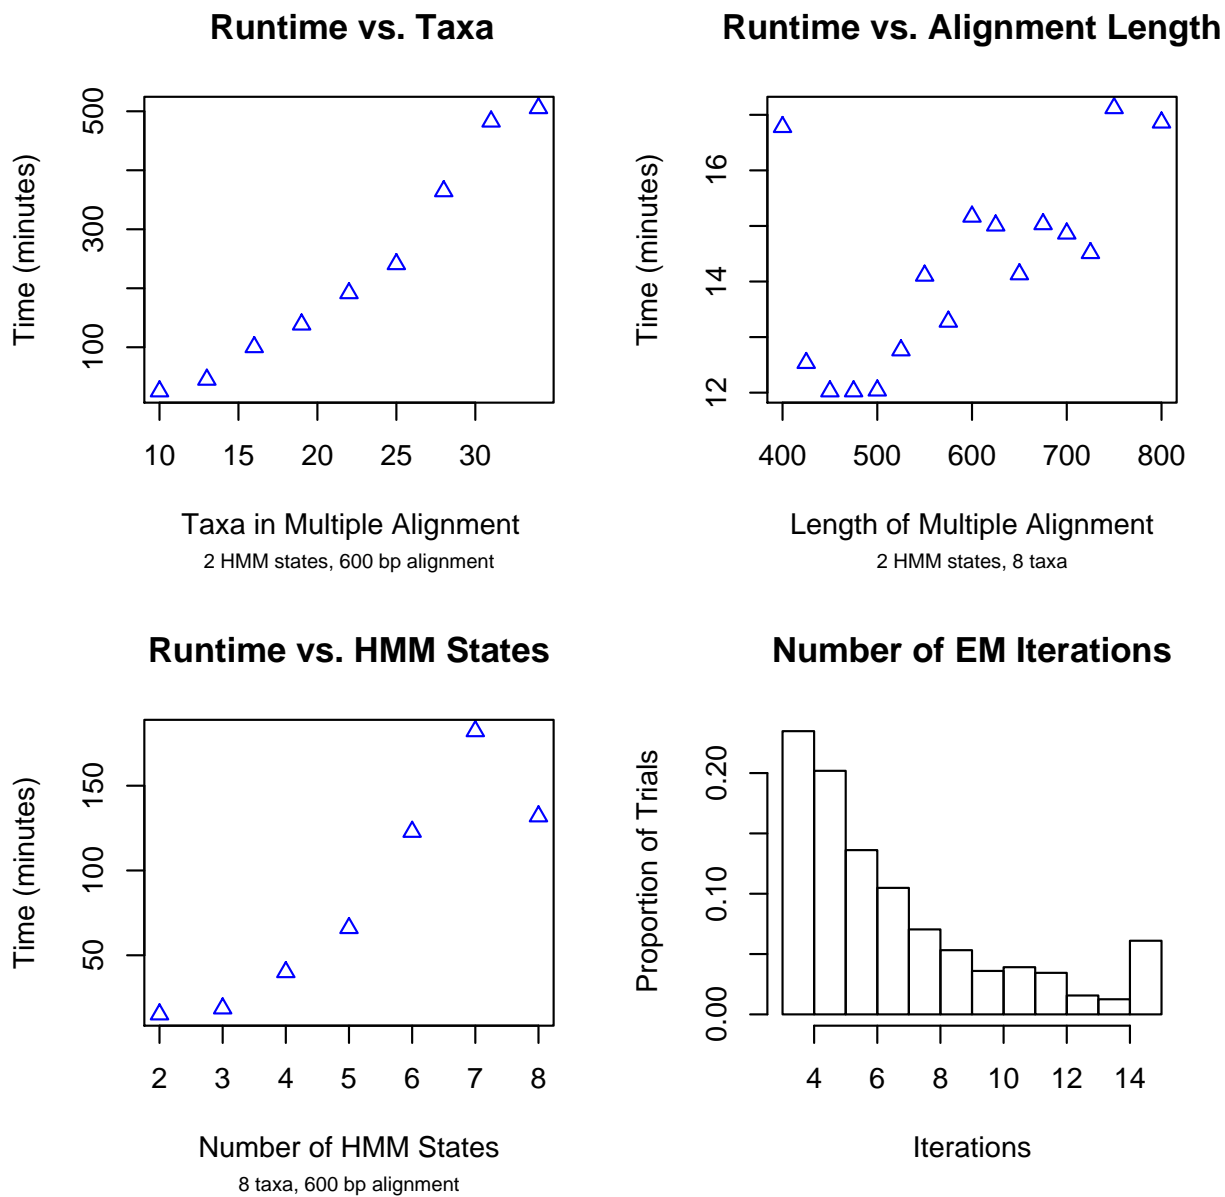 Runtime vs. Taxa
Time (minutes)
500
300
100
10 15 20 25 30
Taxa in Multiple Alignment
2 HMM states, 600 bp alignment
Runtime vs. Alignment Length
Time (minutes)
16
14
12
400 500 600 700 800
Length of Multiple Alignment
2 HMM states, 8 taxa
Runtime vs. HMM States
Time (minutes)
150
100
50
2 3 4 5 6 7 8
Number of HMM States
8 taxa, 600 bp alignment
Number of EM Iterations
Proportion of Trials
0.20
0.10
0.00
4 6 8 10 12 14
Iterations